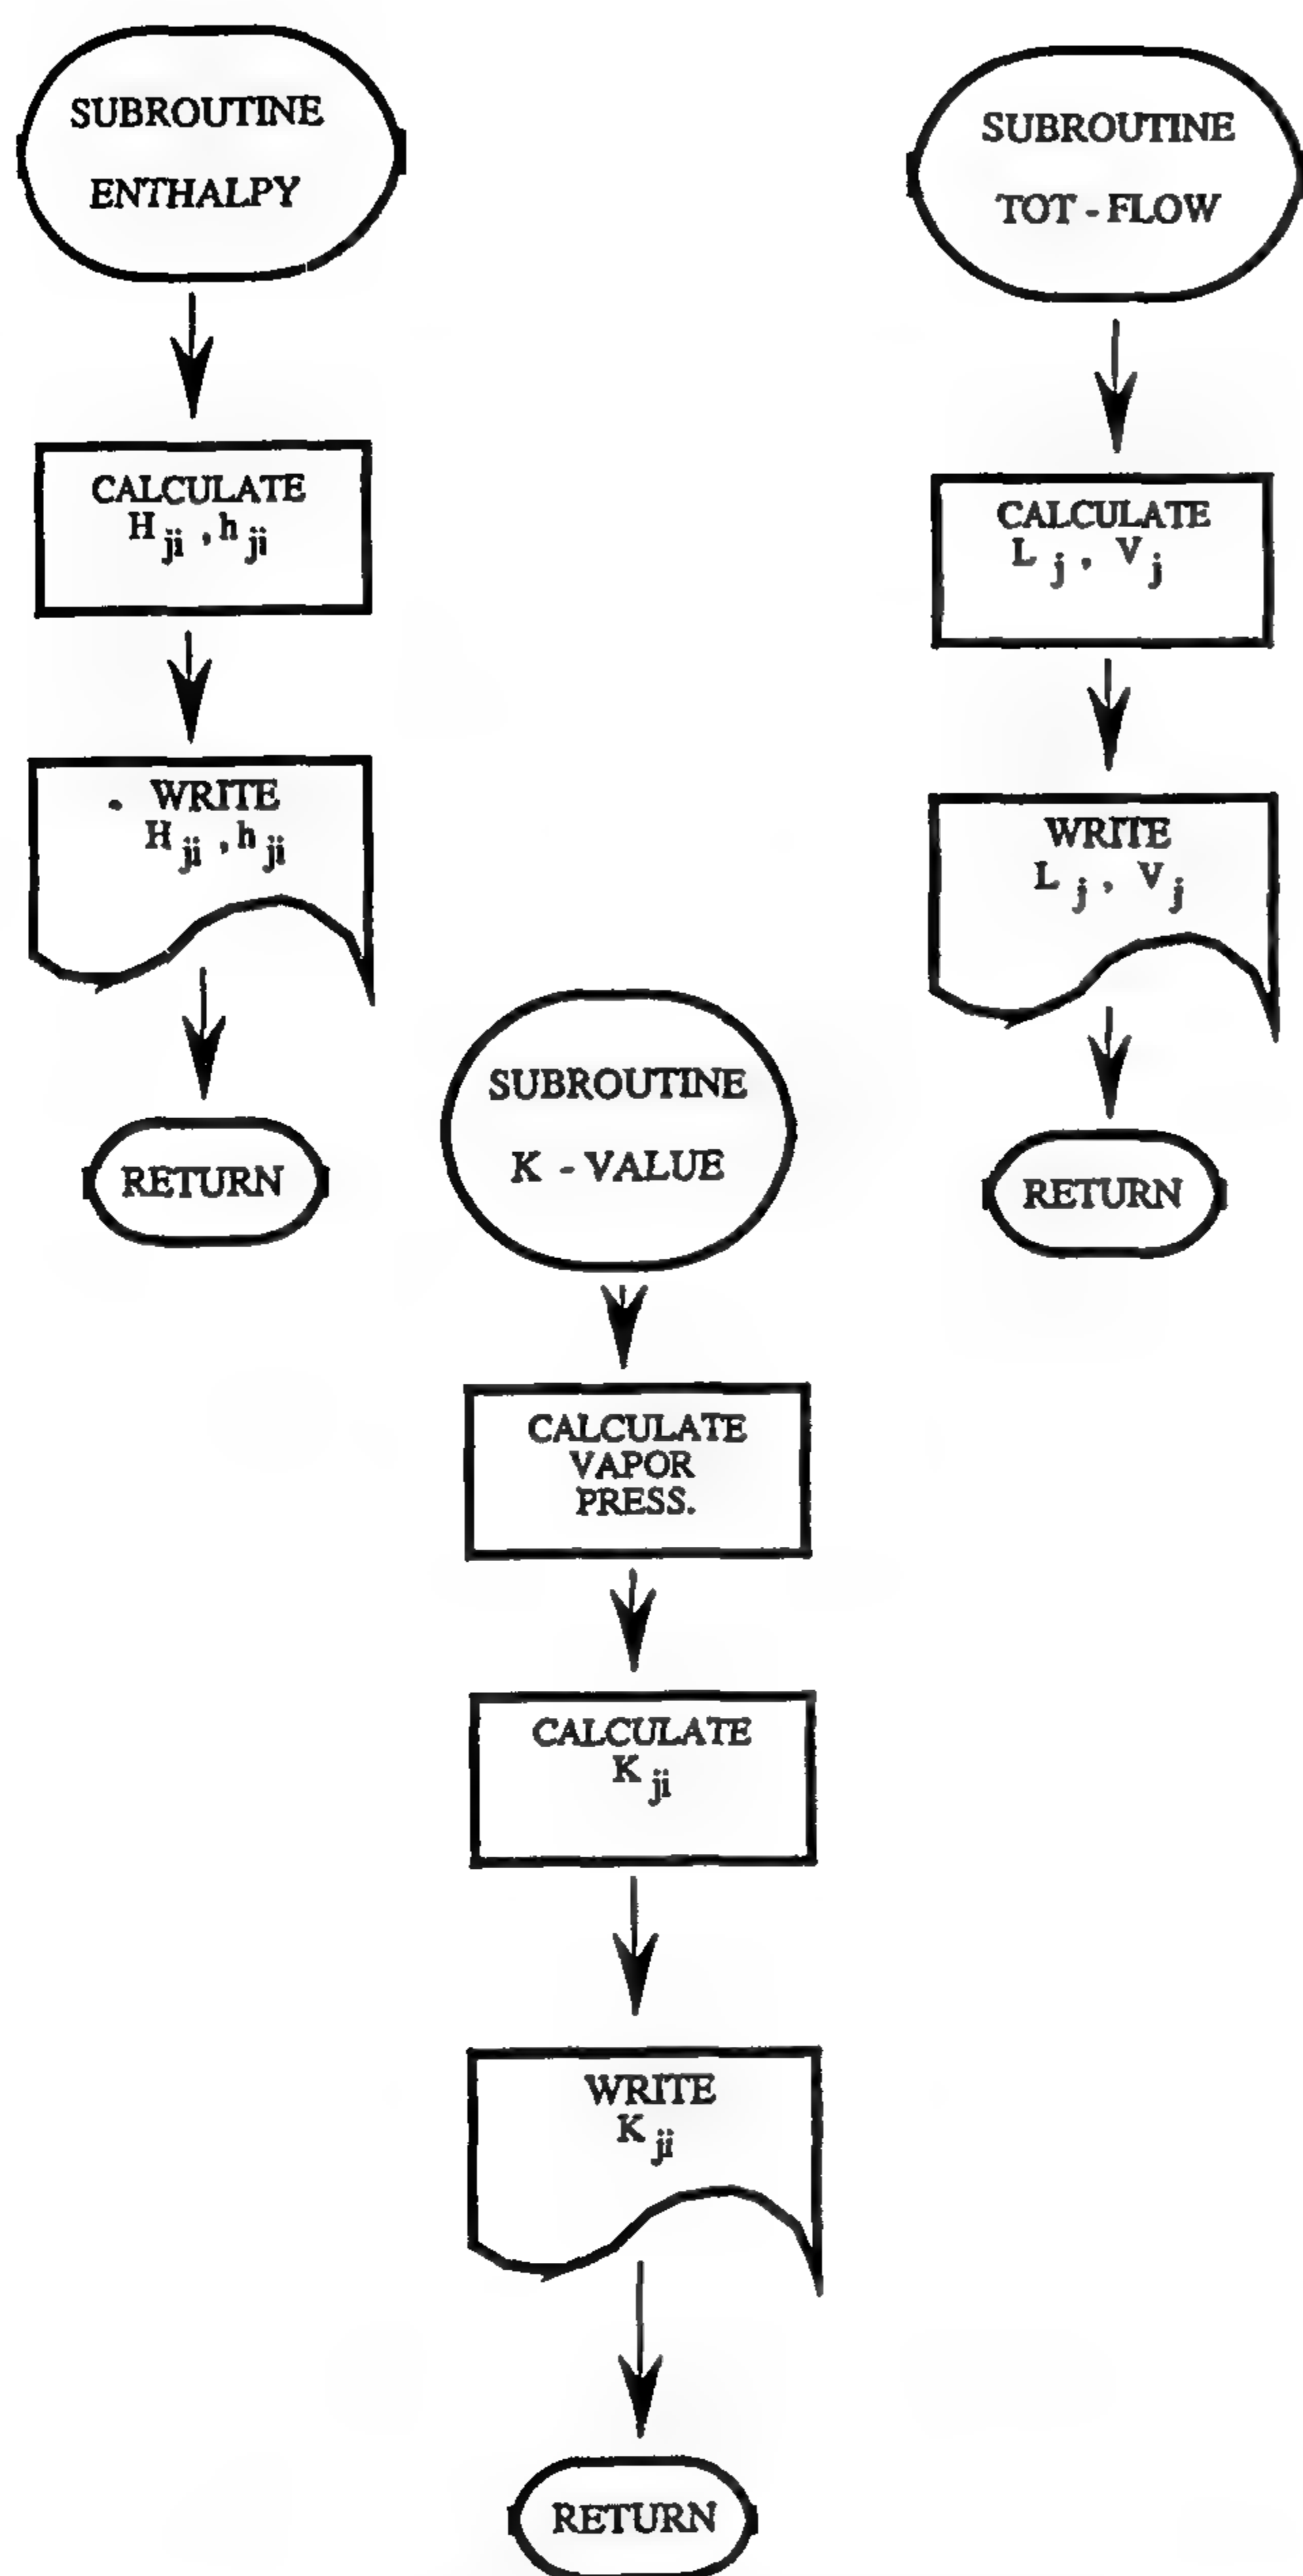 SUBROUTINE
ENTHALPY
CALCULATE
H ji , h ji
. WRITE
H ji , h ji
RETURN
SUBROUTINE
TOT - FLOW
CALCULATE
L j , V j
WRITE
L j , V j
RETURN
SUBROUTINE
K - VALUE
CALCULATE
VAPOR
PRESS.
CALCULATE
K ji
WRITE
K ji
RETURN